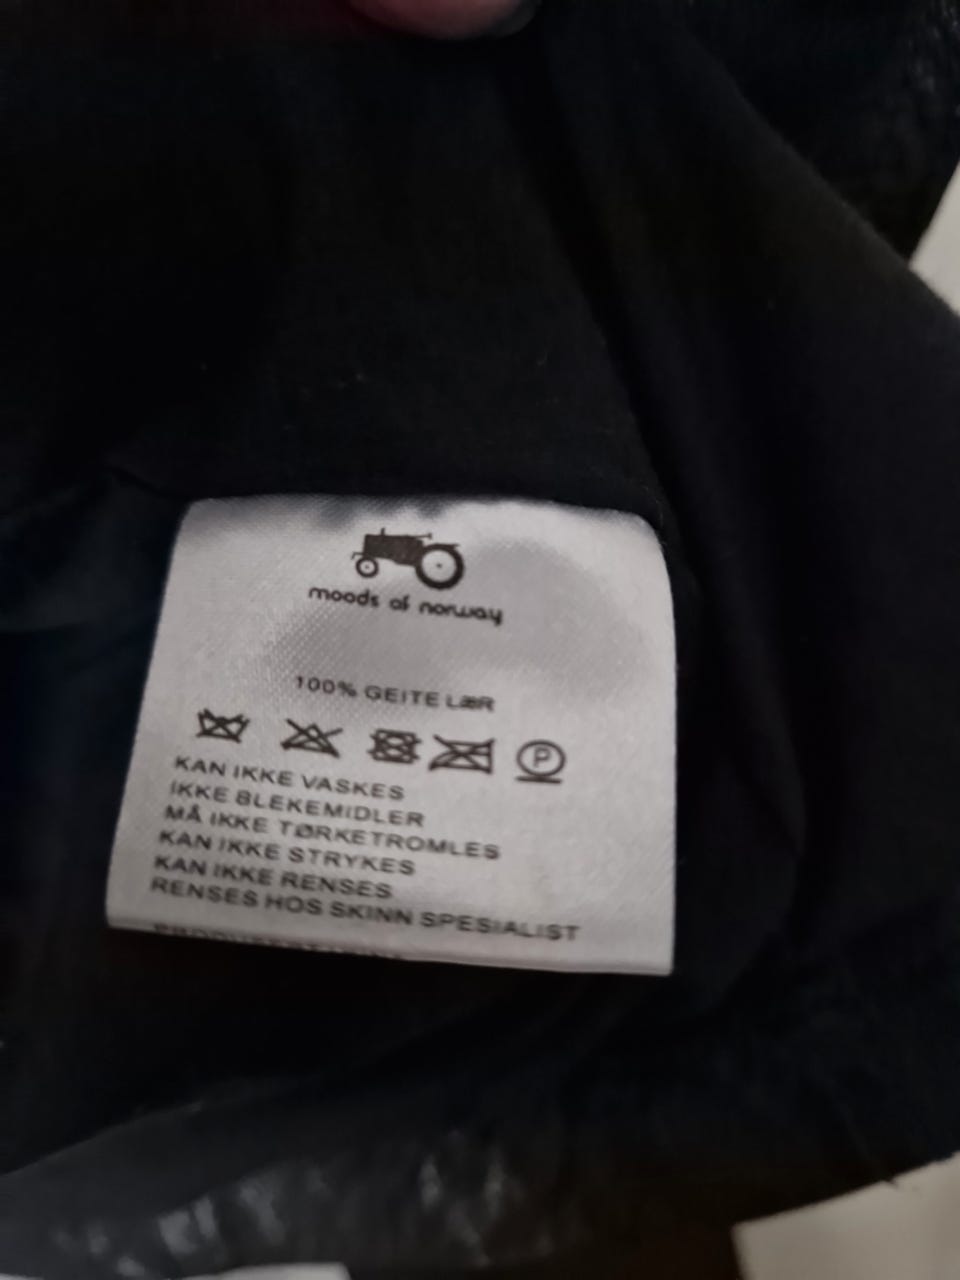 moods of norway
100% GEITE LÆR
P
KAN IKKE VASKES
IKKE BLEKEMIDLER
MÅ IKKE TØRKETROMLES
KAN IKKE STRYKES
KAN IKKE RENSES
RENSES HOS SKINN SPESIALIST